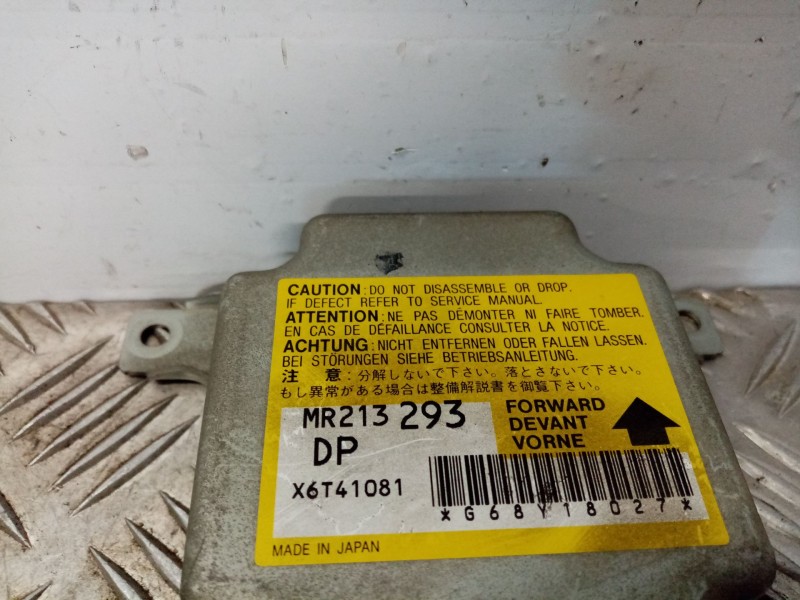 CAUTION: DO NOT DISASSEMBLE OR DROP.
IF DEFECT REFER TO SERVICE MANUAL.
ATTENTION: NE PAS DÉMONTER NI FAIRE TOMBER.
EN CAS DE DÉFAILLANCE CONSULTER LA NOTICE.
ACHTUNG: NICHT ENTFERNEN ODER FALLEN LASSEN.
BEI STÖRUNGEN SIEHE BETRIEBSANLEITUNG.
注 意:分解しないで下さい。落とさないで下さい。
もし異常がある場合は整備解説書を御覧下さい。
MR213 293
DP
X6T41081
FORWARD
DEVANT
VORNE
*G68Y18027*
MADE IN JAPAN